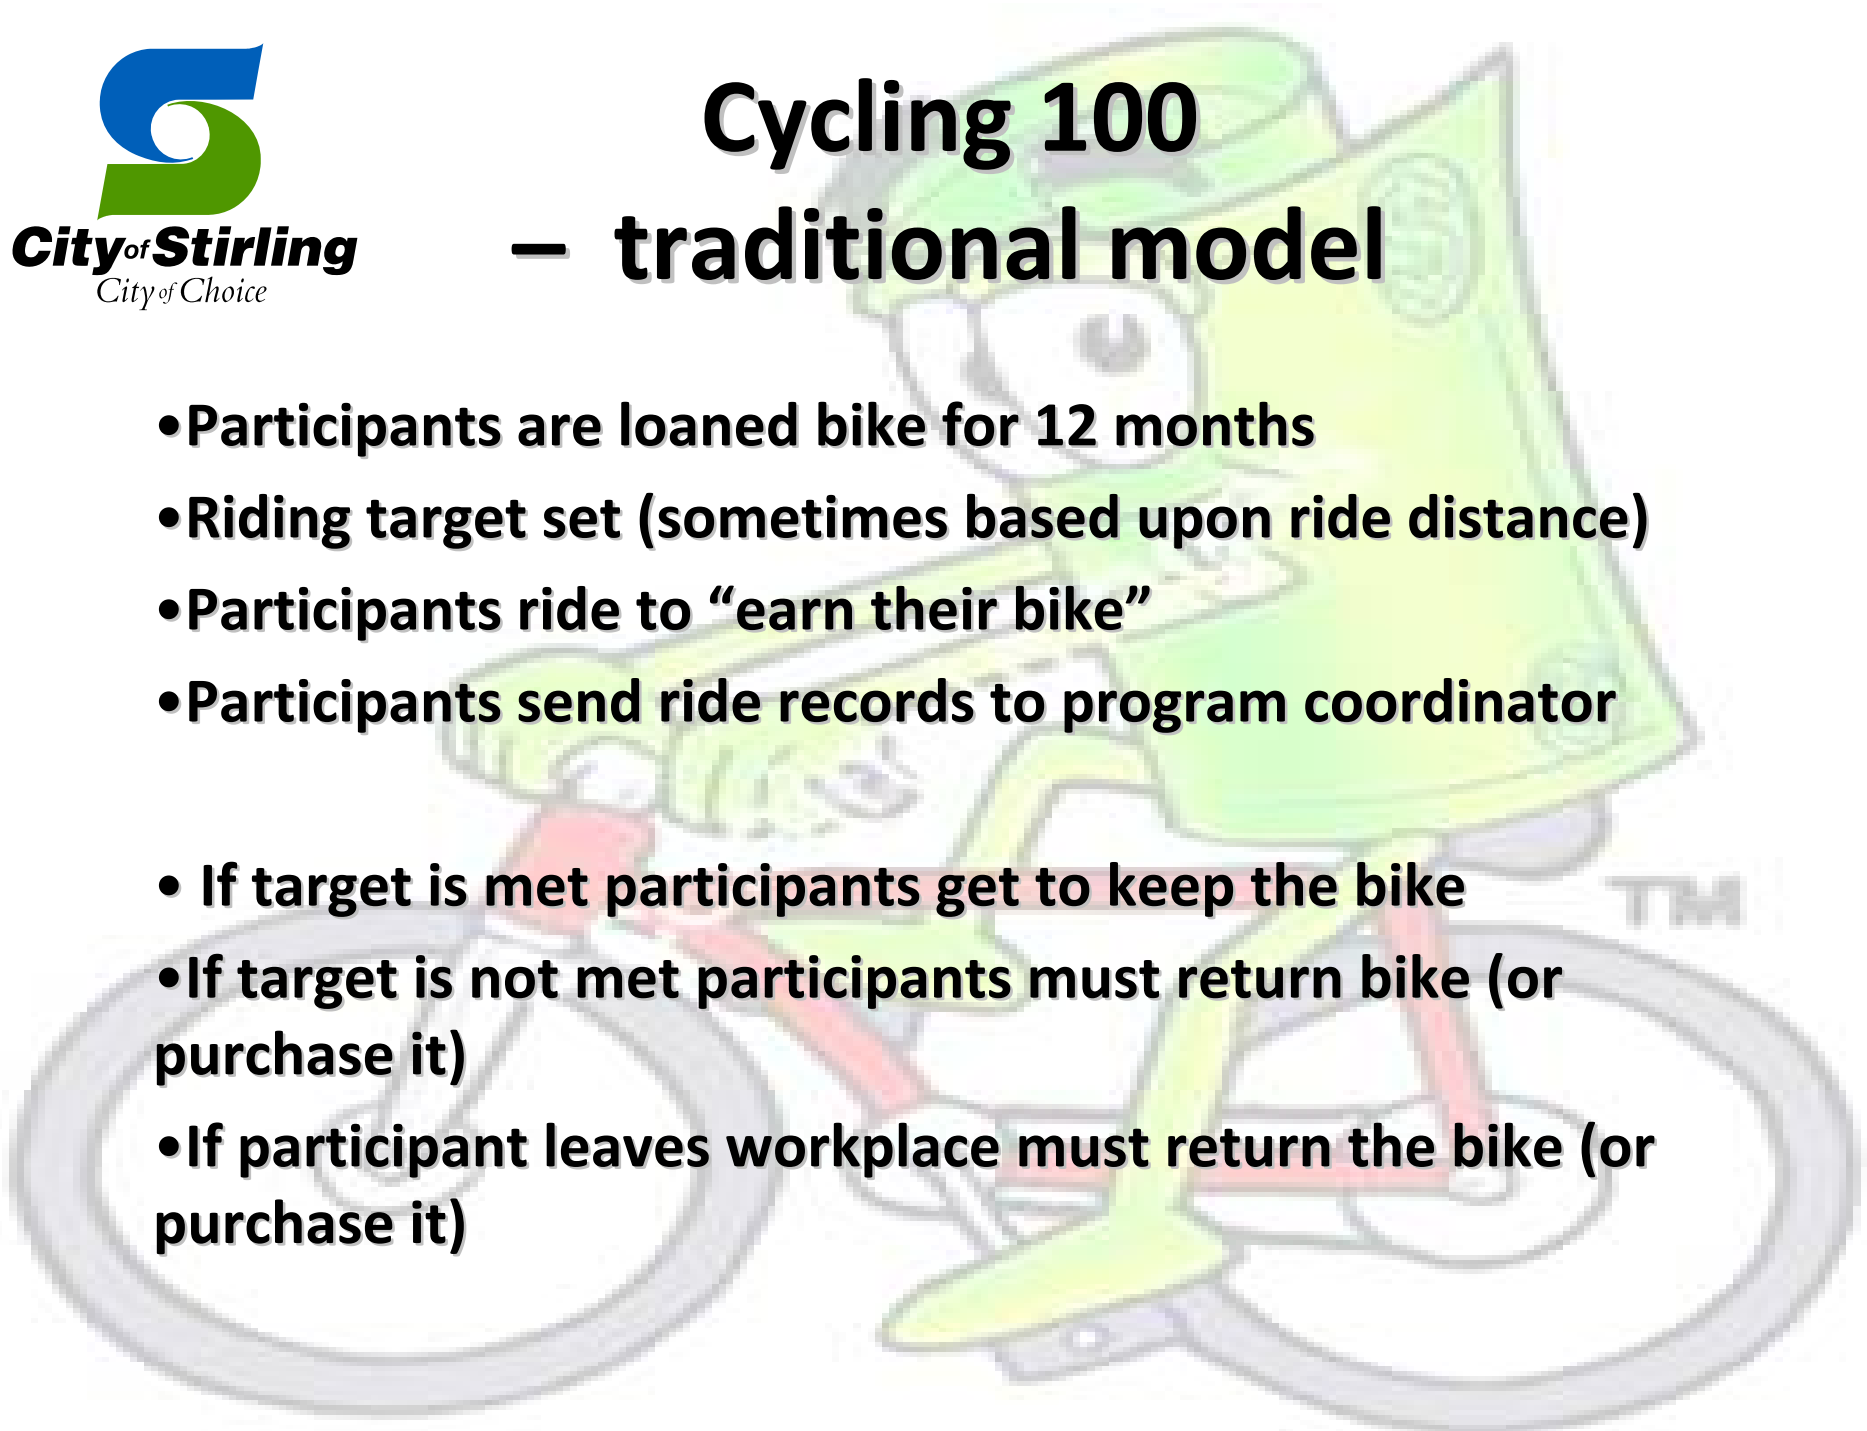 Cycling 100
– traditional model
City of Stirling
City of Choice
•Participants are loaned bike for 12 months
•Riding target set (sometimes based upon ride distance)
•Participants ride to “earn their bike”
•Participants send ride records to program coordinator
• If target is met participants get to keep the bike
•If target is not met participants must return bike (or
purchase it)
•If participant leaves workplace must return the bike (or
purchase it)
TM